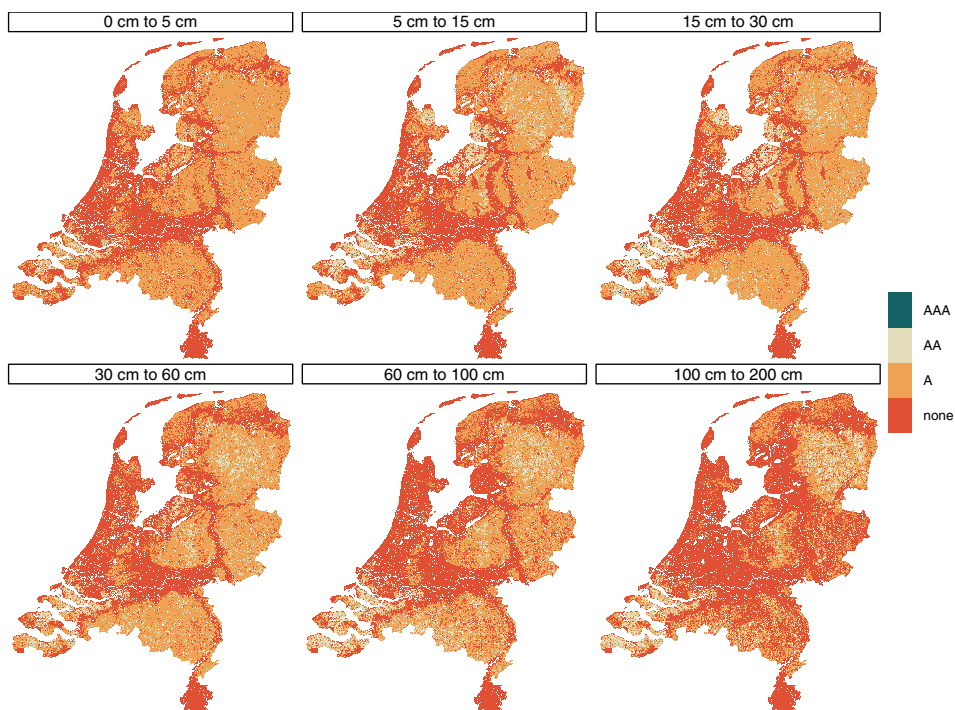 0 cm to 5 cm
5 cm to 15 cm
15 cm to 30 cm
AAA
AA
A
none
30 cm to 60 cm
60 cm to 100 cm
100 cm to 200 cm